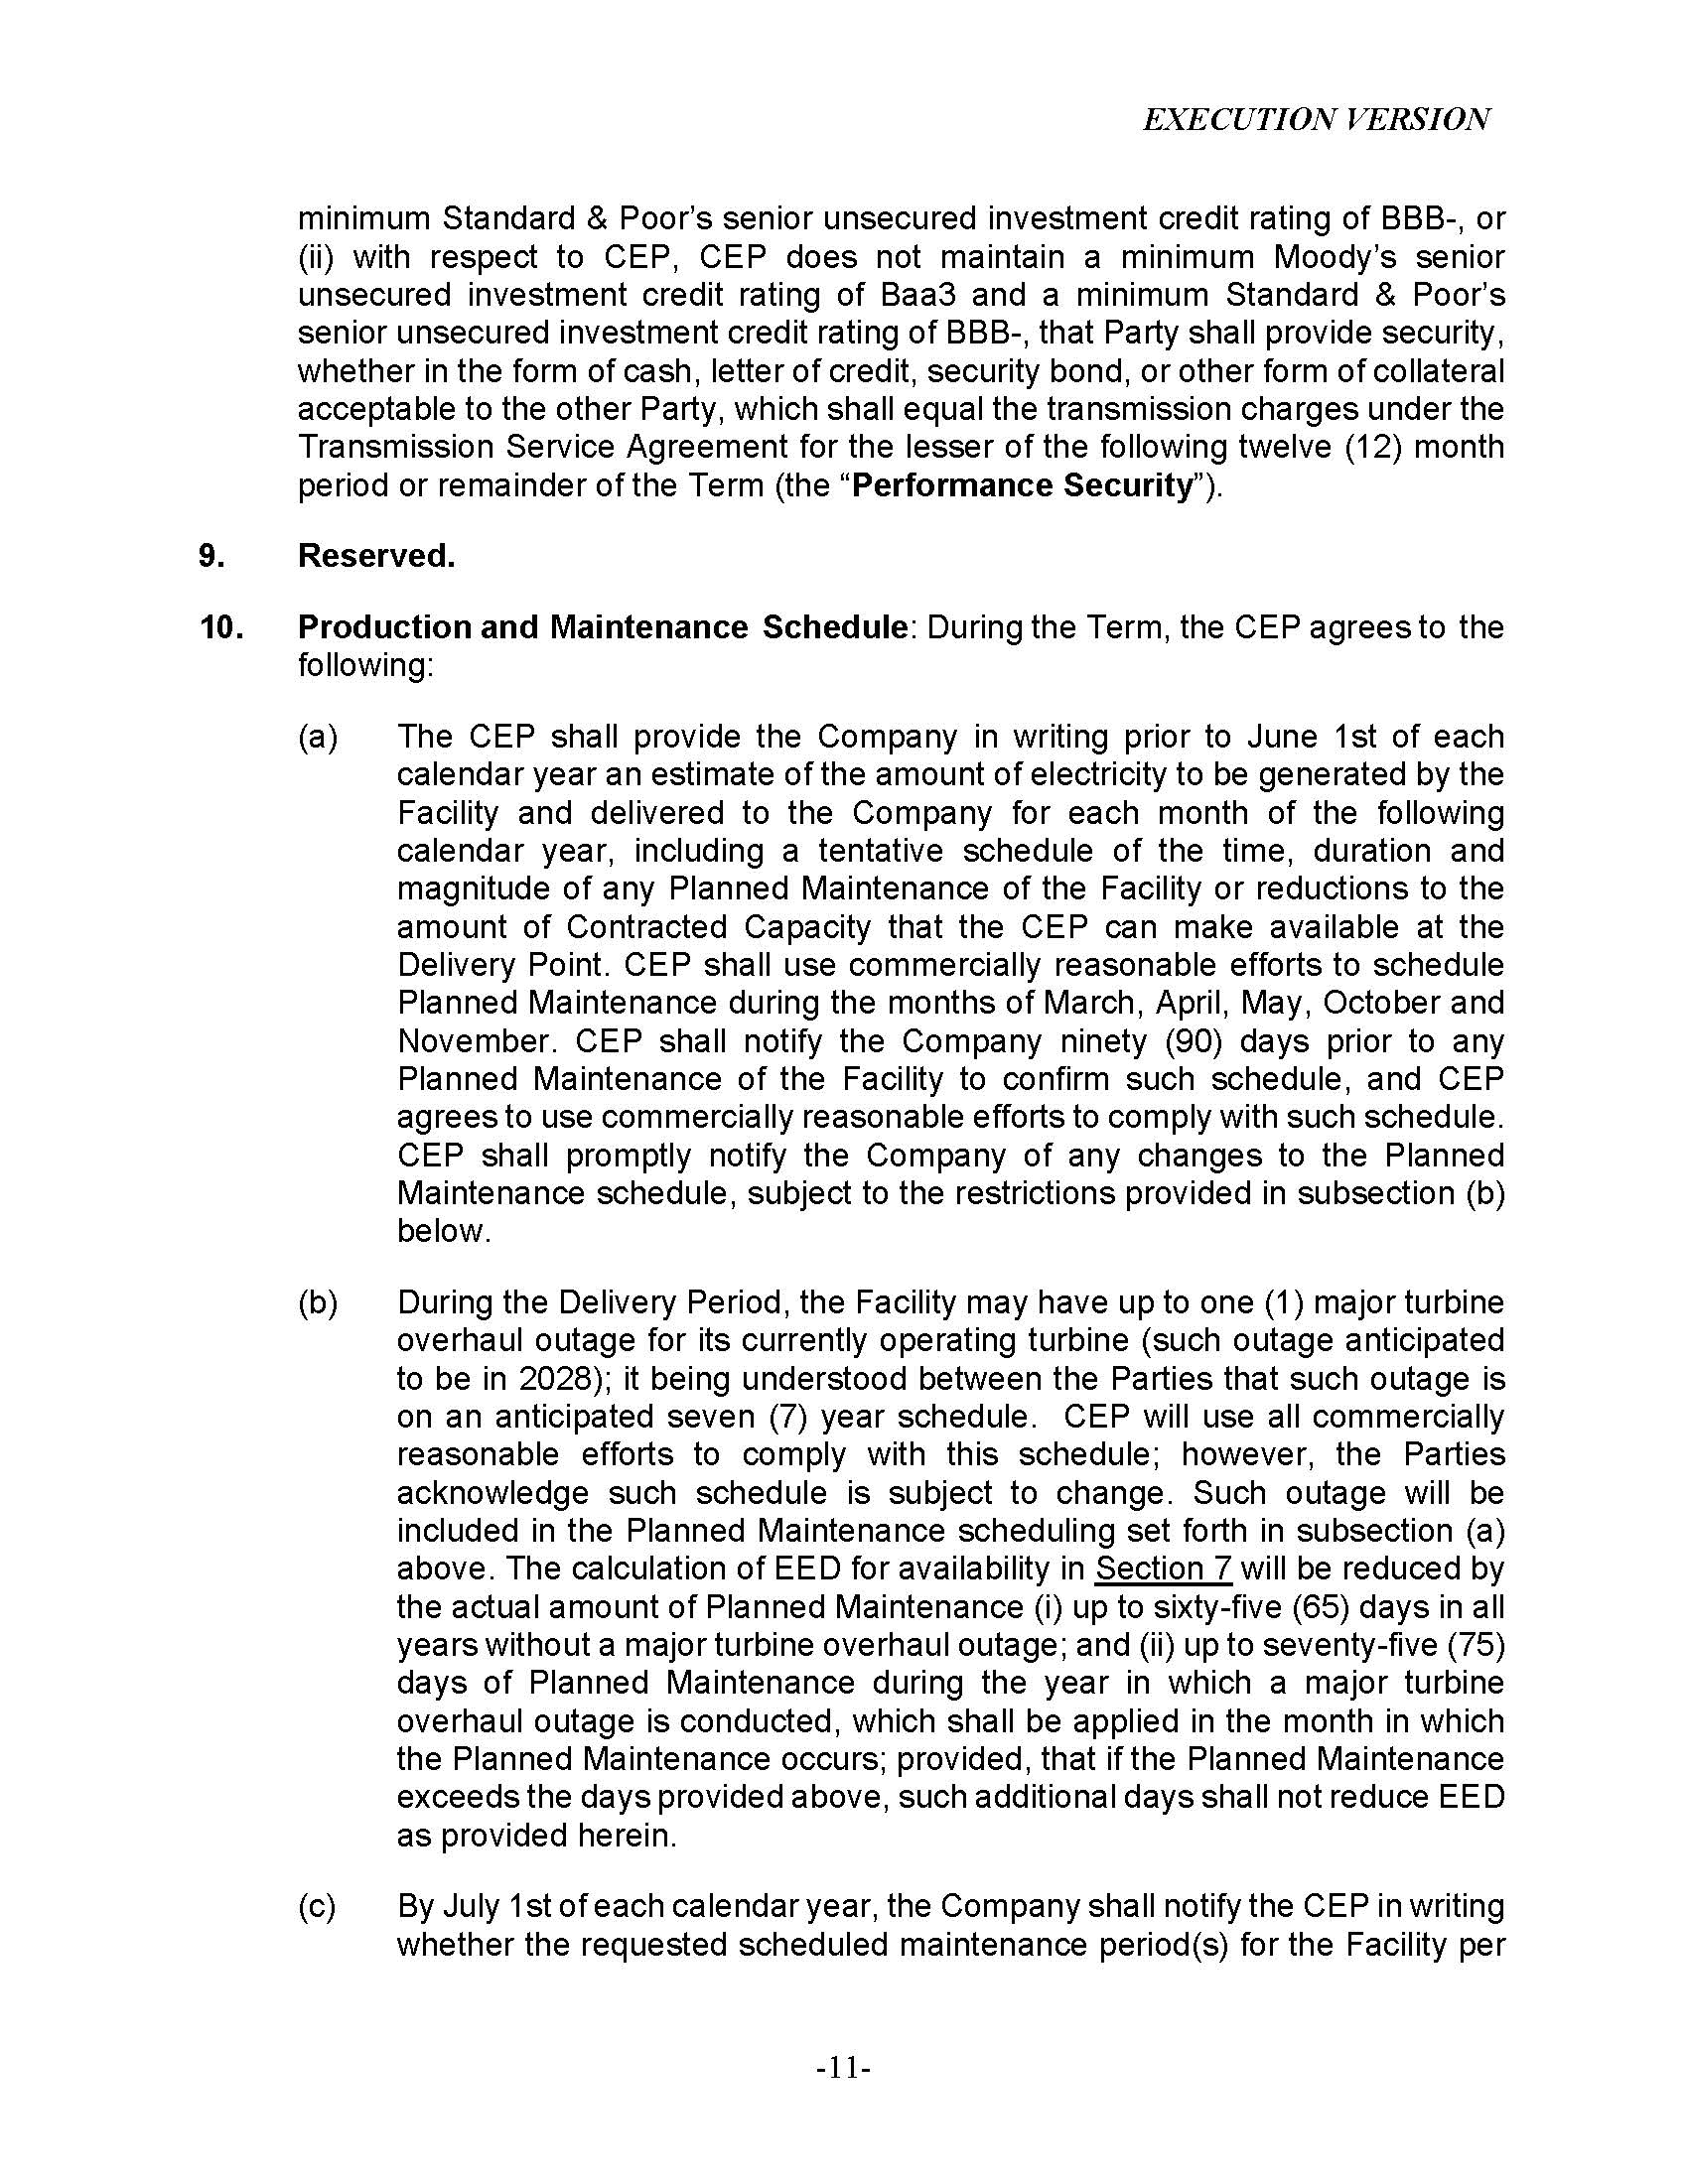 EXECUTION VERSION
minimum Standard & Poor’s senior unsecured investment credit rating of BBB-, or
(ii) with respect to CEP, CEP does not maintain a minimum Moody’s senior
unsecured investment credit rating of Baa3 and a minimum Standard & Poor’s
senior unsecured investment credit rating of BBB-, that Party shall provide security,
whether in the form of cash, letter of credit, security bond, or other form of collateral
acceptable to the other Party, which shall equal the transmission charges under the
Transmission Service Agreement for the lesser of the following twelve (12) month
period or remainder of the Term (the “Performance Security”).
9. Reserved.
10. Production and Maintenance Schedule: During the Term, the CEP agrees to the
following:
(a) The CEP shall provide the Company in writing prior to June 1st of each
calendar year an estimate of the amount of electricity to be generated by the
Facility and delivered to the Company for each month of the following
calendar year, including a tentative schedule of the time, duration and
magnitude of any Planned Maintenance of the Facility or reductions to the
amount of Contracted Capacity that the CEP can make available at the
Delivery Point. CEP shall use commercially reasonable efforts to schedule
Planned Maintenance during the months of March, April, May, October and
November. CEP shall notify the Company ninety (90) days prior to any
Planned Maintenance of the Facility to confirm such schedule, and CEP
agrees to use commercially reasonable efforts to comply with such schedule.
CEP shall promptly notify the Company of any changes to the Planned
Maintenance schedule, subject to the restrictions provided in subsection (b)
below.
(b) During the Delivery Period, the Facility may have up to one (1) major turbine
overhaul outage for its currently operating turbine (such outage anticipated
to be in 2028); it being understood between the Parties that such outage is
on an anticipated seven (7) year schedule. CEP will use all commercially
reasonable efforts to comply with this schedule; however, the Parties
acknowledge such schedule is subject to change. Such outage will be
included in the Planned Maintenance scheduling set forth in subsection (a)
above. The calculation of EED for availability in Section 7 will be reduced by
the actual amount of Planned Maintenance (i) up to sixty-five (65) days in all
years without a major turbine overhaul outage; and (ii) up to seventy-five (75)
days of Planned Maintenance during the year in which a major turbine
overhaul outage is conducted, which shall be applied in the month in which
the Planned Maintenance occurs; provided, that if the Planned Maintenance
exceeds the days provided above, such additional days shall not reduce EED
as provided herein.
(c) By July 1st of each calendar year, the Company shall notify the CEP in writing
whether the requested scheduled maintenance period(s) for the Facility per
-11-